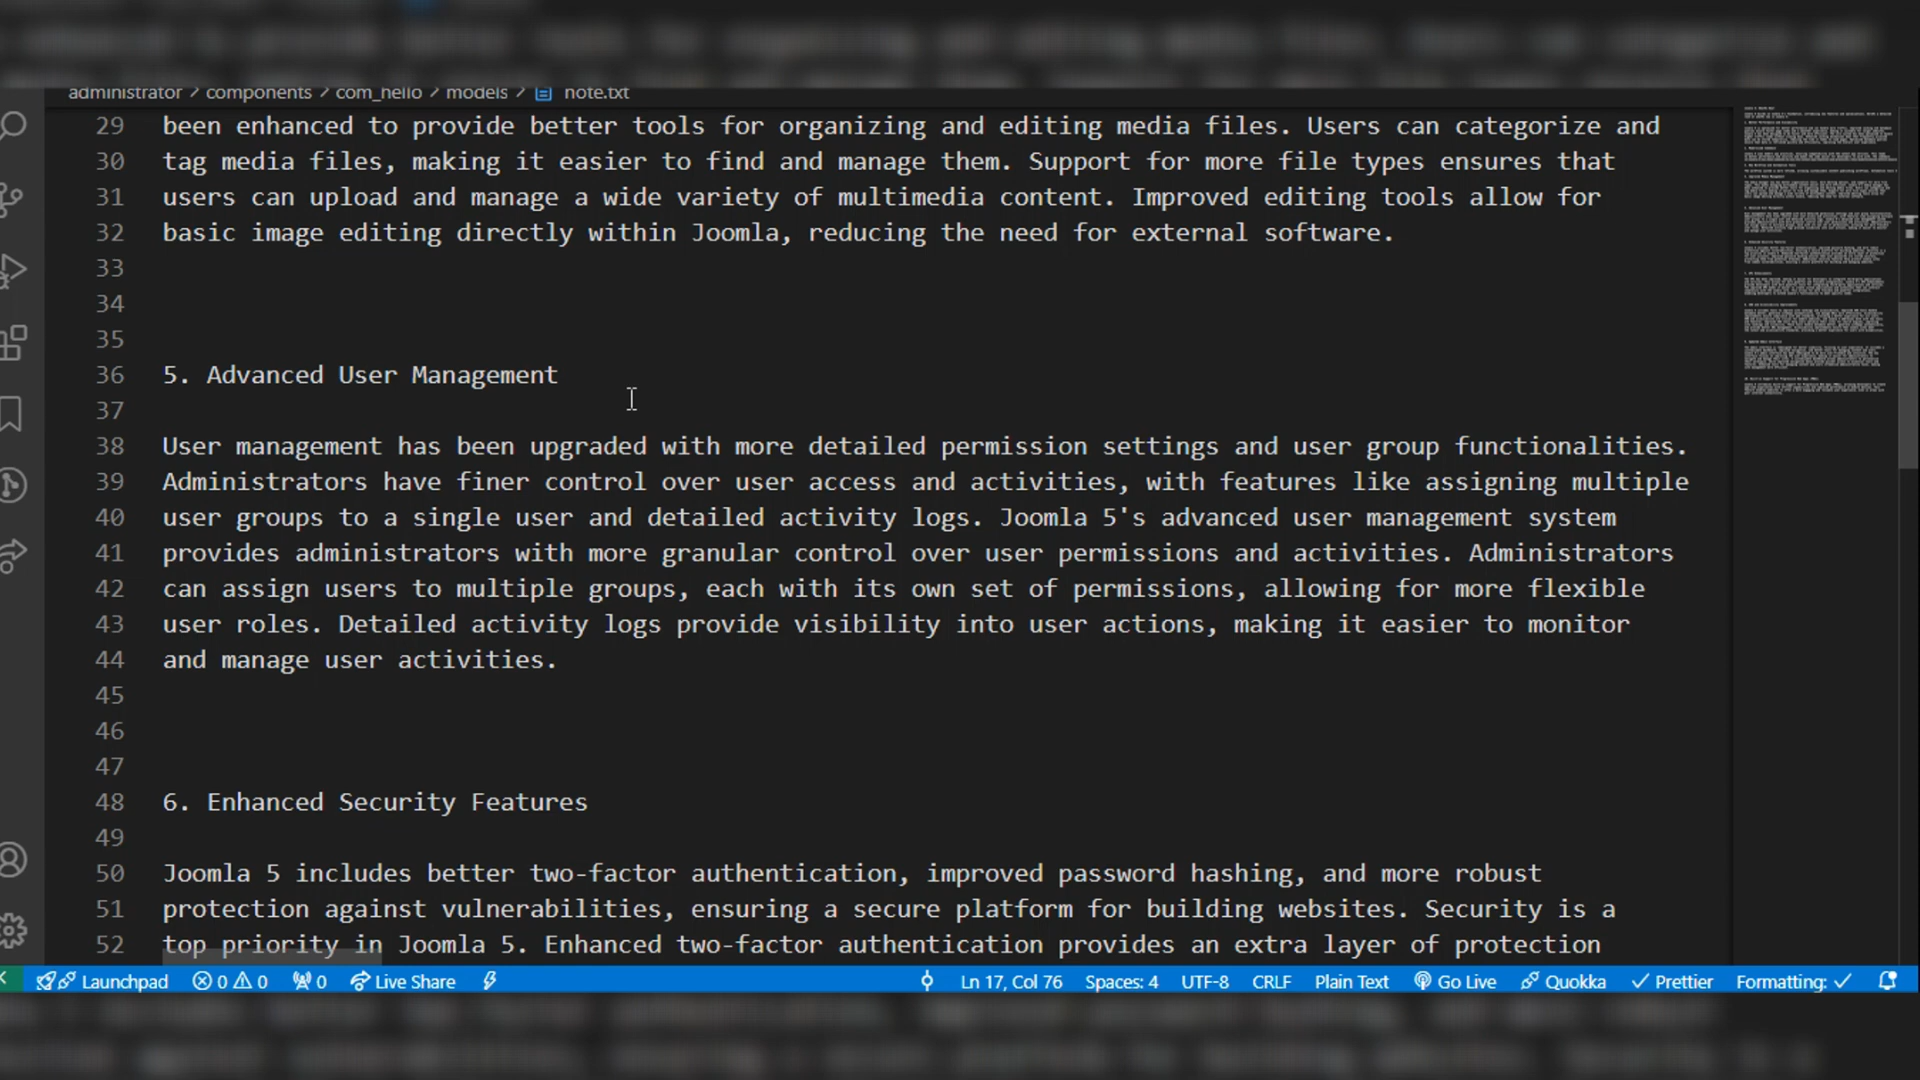 administrator > components > com_hello > models > note.txt
29 been enhanced to provide better tools for organizing and editing media files. Users can categorize and
30 tag media files, making it easier to find and manage them. Support for more file types ensures that
31 users can upload and manage a wide variety of multimedia content. Improved editing tools allow for
32 basic image editing directly within Joomla, reducing the need for external software.
33
34
35
36 5. Advanced User Management
37
38 User management has been upgraded with more detailed permission settings and user group functionalities.
39 Administrators have finer control over user access and activities, with features like assigning multiple
40 user groups to a single user and detailed activity logs. Joomla 5's advanced user management system
41 provides administrators with more granular control over user permissions and activities. Administrators
42 can assign users to multiple groups, each with its own set of permissions, allowing for more flexible
43 user roles. Detailed activity logs provide visibility into user actions, making it easier to monitor
44 and manage user activities.
45
46
47
48 6. Enhanced Security Features
49
50 Joomla 5 includes better two-factor authentication, improved password hashing, and more robust
51 protection against vulnerabilities, ensuring a secure platform for building websites. Security is a
52 top priority in Joomla 5. Enhanced two-factor authentication provides an extra layer of protection
Launchpad 0 0 0 Live Share Ln 17, Col 76 Spaces: 4 UTF-8 CRLF Plain Text Go Live Quokka Prettier Formatting: